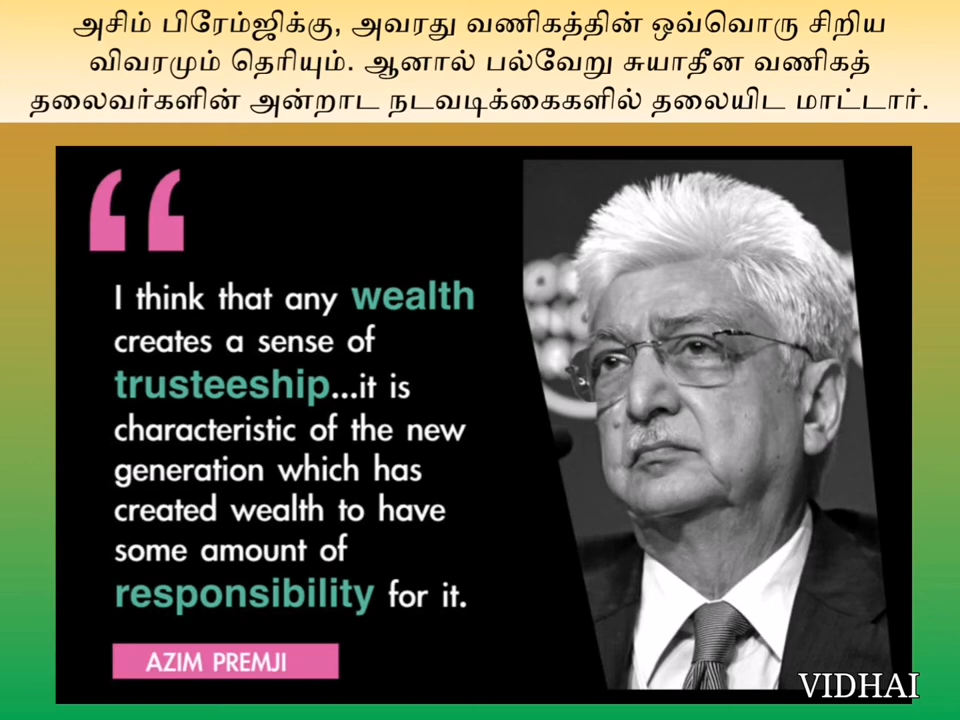 அசிம் பிரேம்ஜிக்கு, அவரது வணிகத்தின் ஒவ்வொரு சிறிய
விவரமும் தெரியும். ஆனால் பல்வேறு சுயாதீன வணிகத்
தலைவர்களின் அன்றாட நடவடிக்கைகளில் தலையிட மாட்டார்.
“
I think that any wealth
creates a sense of
trusteeship...it is
characteristic of the new
generation which has
created wealth to have
some amount of
responsibility for it.
AZIM PREMJI
VIDHAI